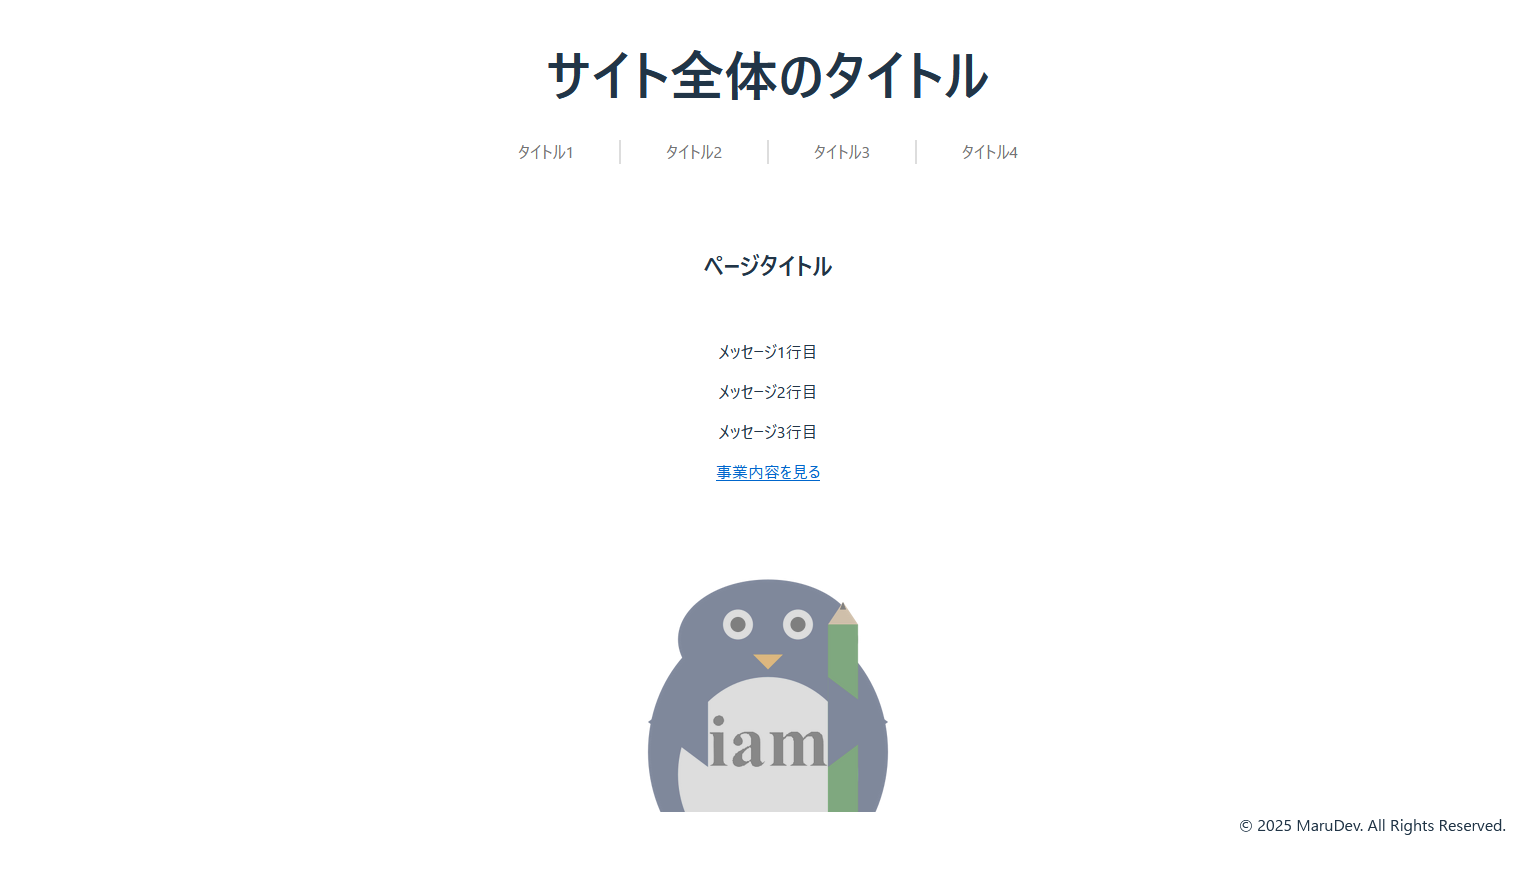 サイト全体のタイトル
タイトル1 タイトル2 タイトル3 タイトル4
ページタイトル
メッセージ1行目
メッセージ2行目
メッセージ3行目
事業内容を見る
iam
© 2025 MaruDev. All Rights Reserved.